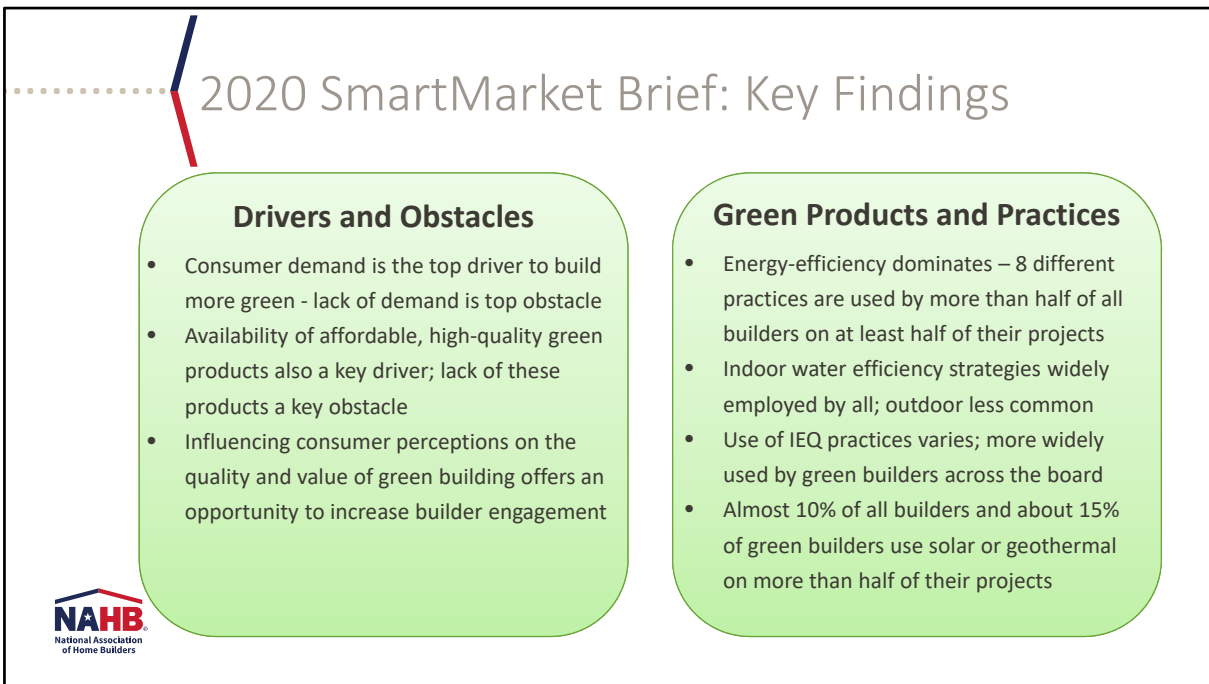 2020 SmartMarket Brief: Key Findings
Drivers and Obstacles
• Consumer demand is the top driver to build
more green - lack of demand is top obstacle
• Availability of affordable, high-quality green
products also a key driver; lack of these
products a key obstacle
• Influencing consumer perceptions on the
quality and value of green building offers an
opportunity to increase builder engagement
Green Products and Practices
• Energy-efficiency dominates – 8 different
practices are used by more than half of all
builders on at least half of their projects
• Indoor water efficiency strategies widely
employed by all; outdoor less common
• Use of IEQ practices varies; more widely
used by green builders across the board
• Almost 10% of all builders and about 15%
of green builders use solar or geothermal
on more than half of their projects
NAHB®
National Association
of Home Builders